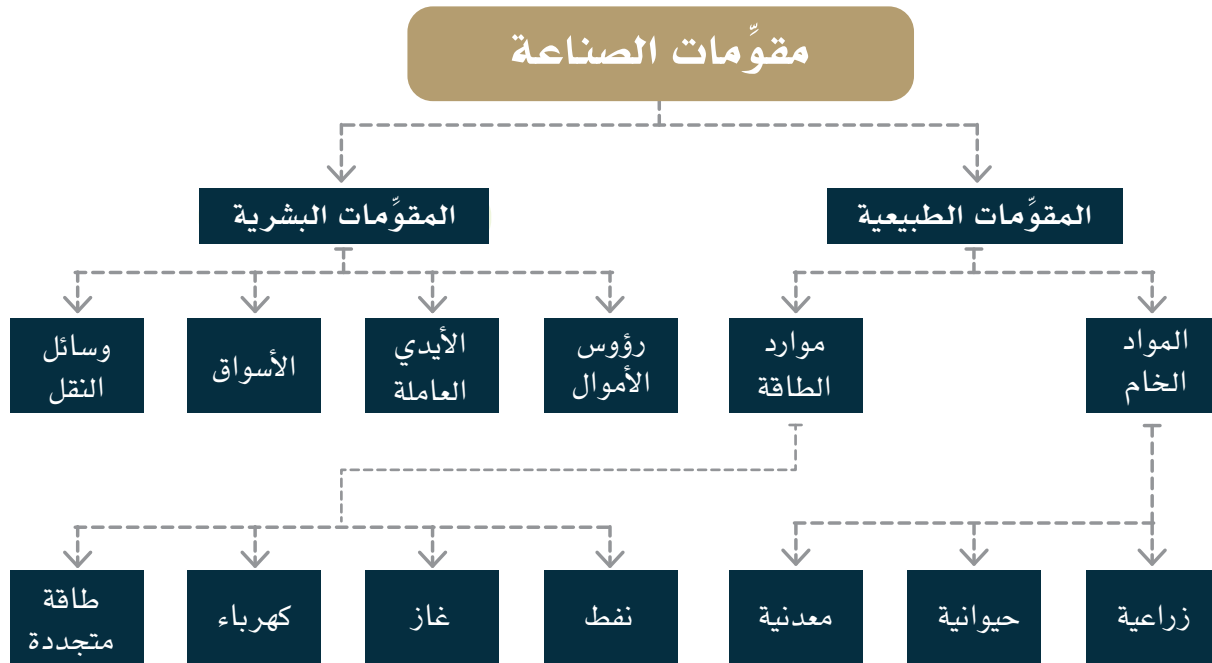 مقوِّمات الصناعة
المقوِّمات الطبيعية
المقوِّمات البشرية
المواد
الخام
موارد
الطاقة
رؤوس
الأموال
الأيدي
العاملة
الأسواق
وسائل
النقل
زراعية
حيوانية
معدنية
نفط
غاز
كهرباء
طاقة
متجددة